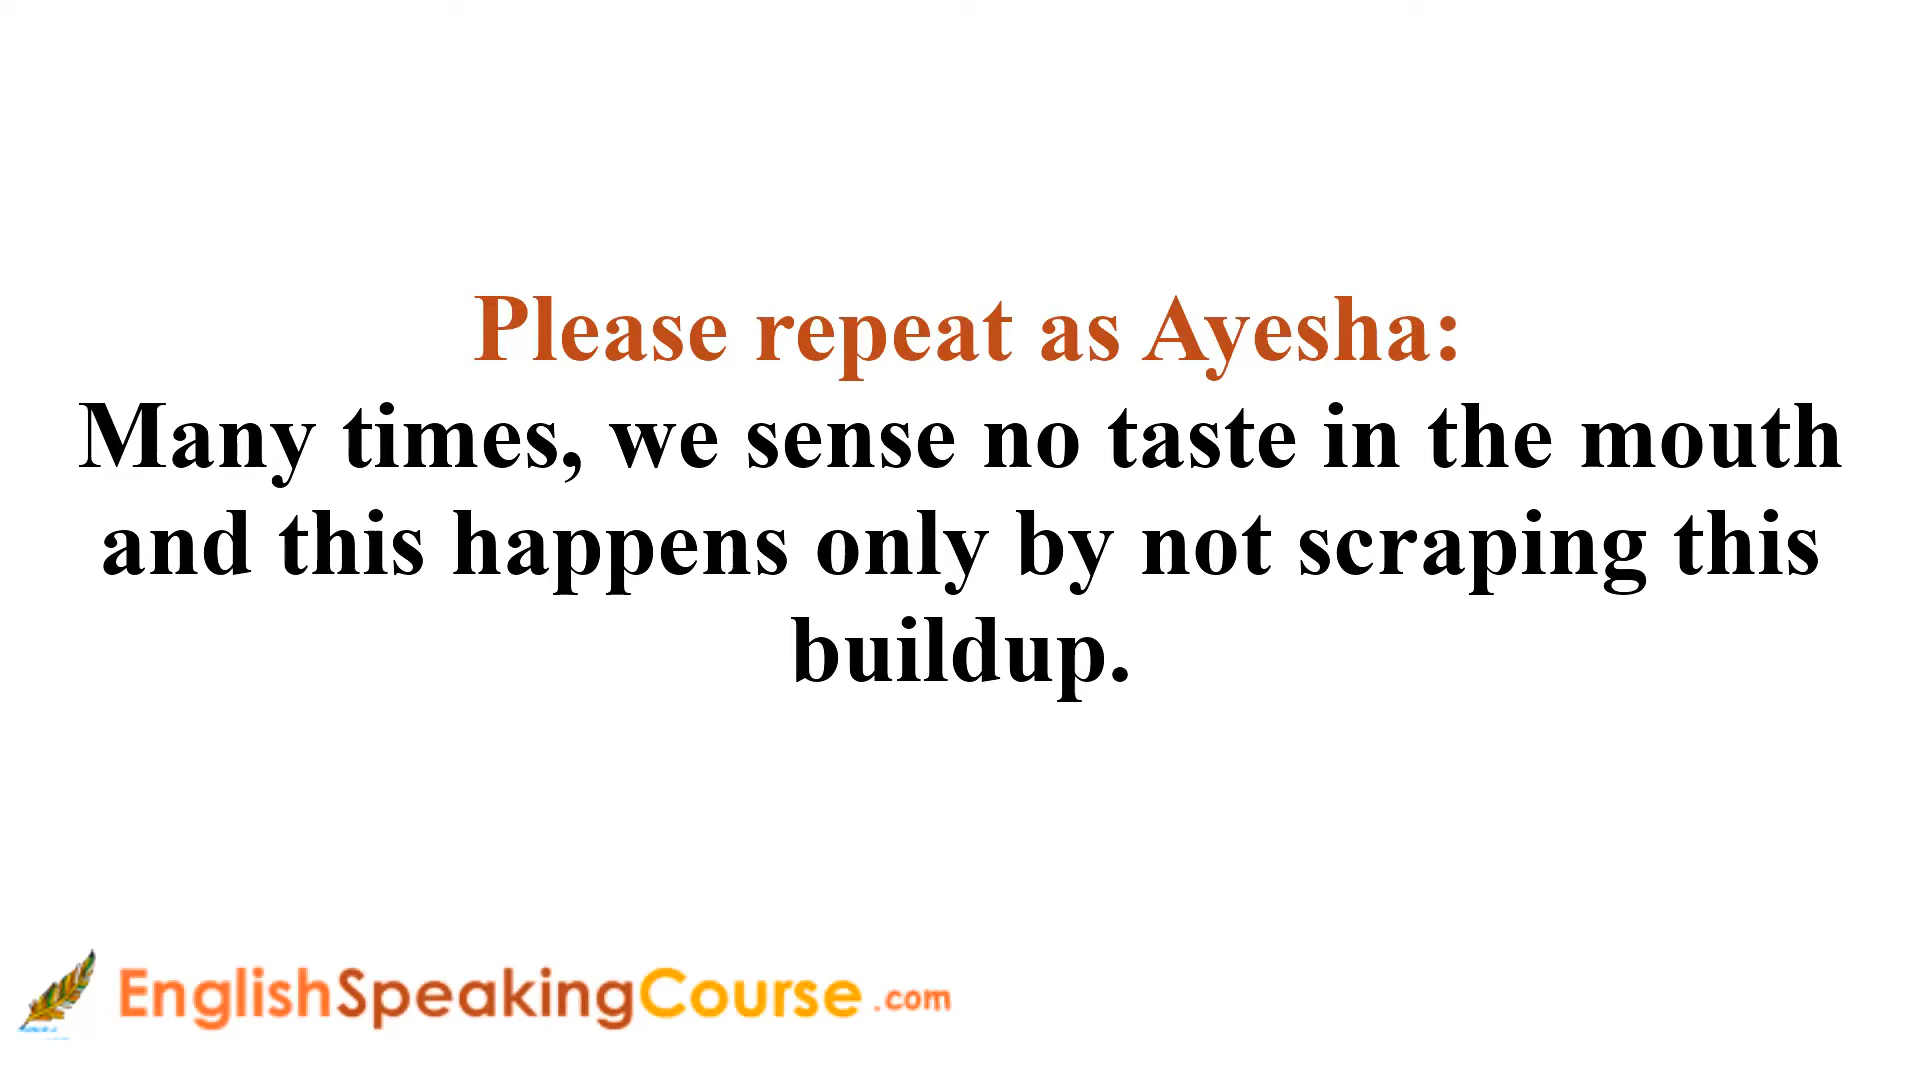 Please repeat as Ayesha:
Many times, we sense no taste in the mouth
and this happens only by not scraping this
buildup.
EnglishSpeakingCourse .com